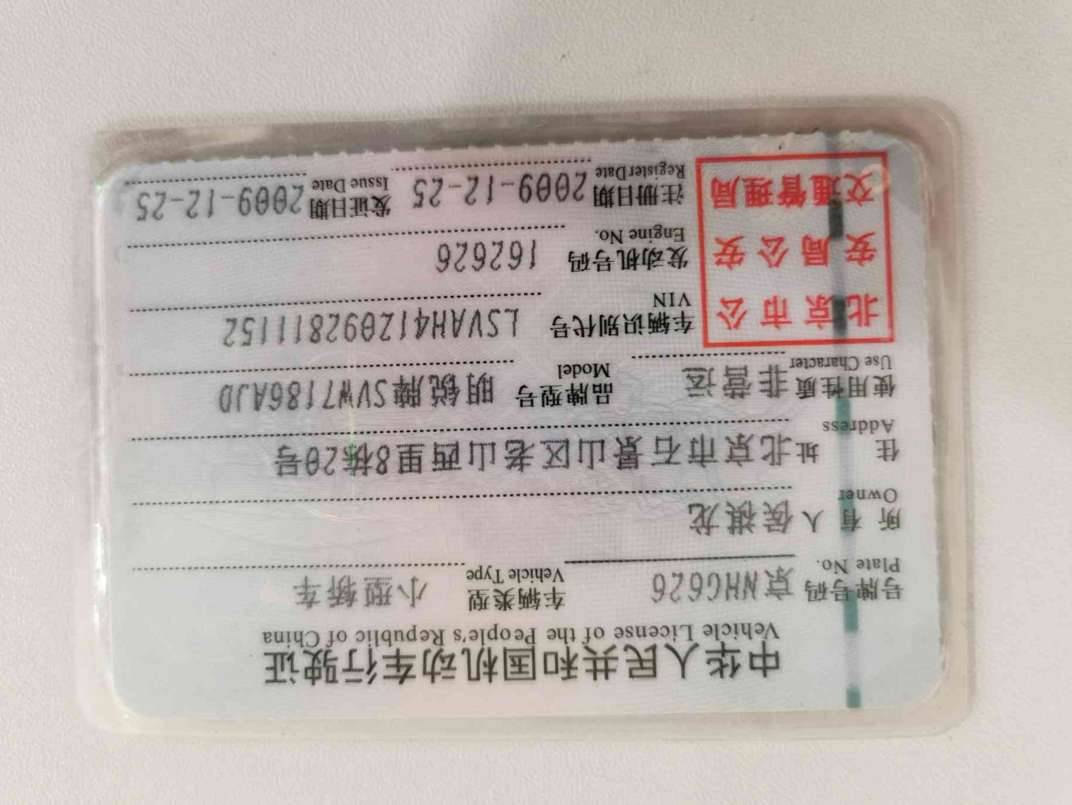 中华人民共和国机动车行驶证
Vehicle License of the People's Republic of China
号牌号码 京NHG626 车辆类型 小型轿车
Plate No. Vehicle Type
所有人 侯祺龙
Owner
住址 北京市石景山区老山西里8栋20号
Address
使用性质 非营运 品牌型号 明锐牌SVW7186AJD
Use Character Model
北京市公
安局公安
交通管理局
车辆识别代号 LSVAH412092811152
VIN
发动机号码 162626
Engine No.
注册日期 2009-12-25 发证日期 2009-12-25
Register Date Issue Date